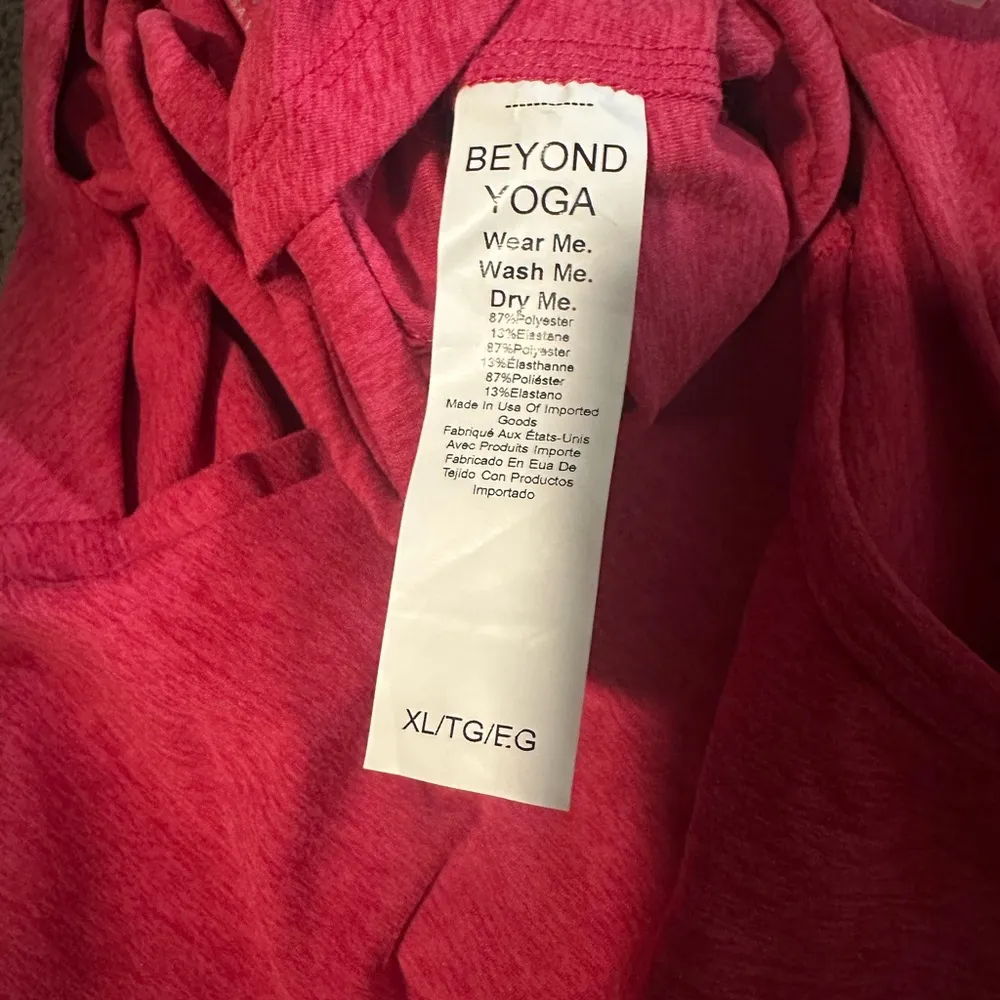 BEYOND
YOGA
Wear Me.
Wash Me.
Dry Me.
87%Polyester
13%Elastane
87%Polyester
13%Élasthanne
87%Poliéster
13%Elastano
Made In Usa Of Imported
Goods
Fabriqué Aux États-Unis
Avec Produits Importe
Fabricado En Eua De
Tejido Con Productos
Importado
XL/TG/EG